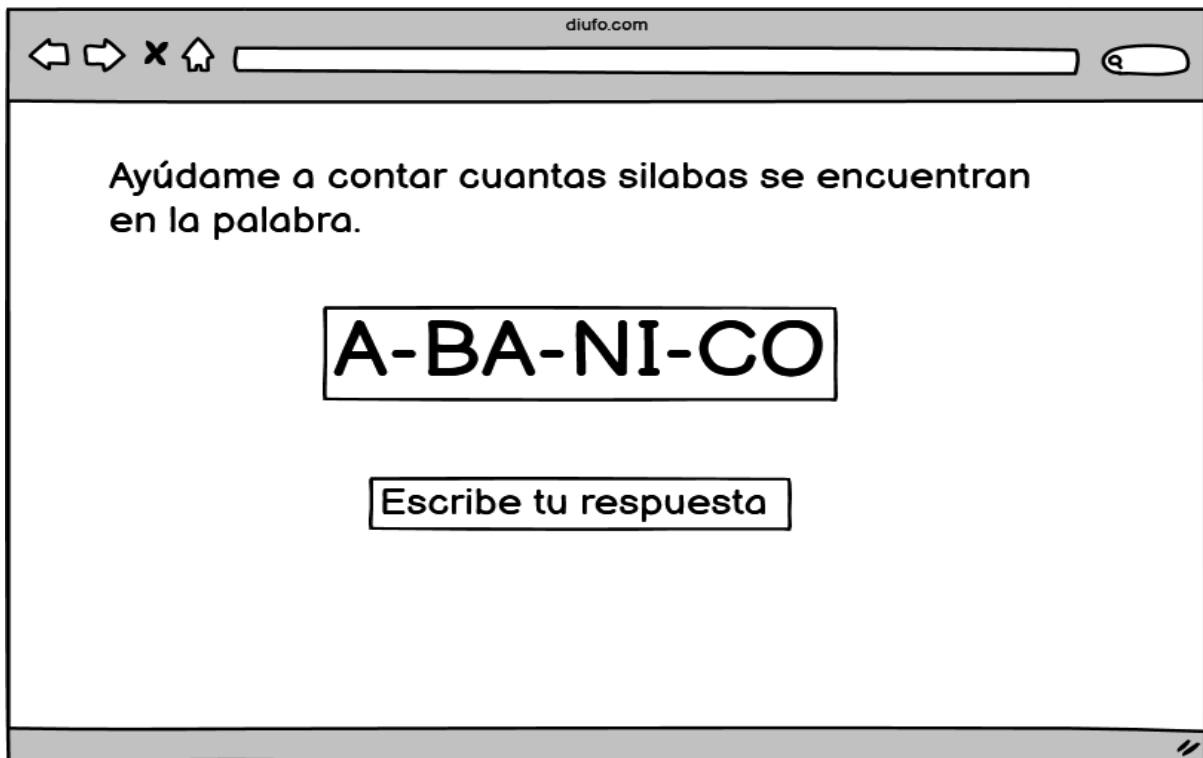 diufo.com
Ayúdame a contar cuantas silabas se encuentran
en la palabra.
A-BA-NI-CO
Escribe tu respuesta